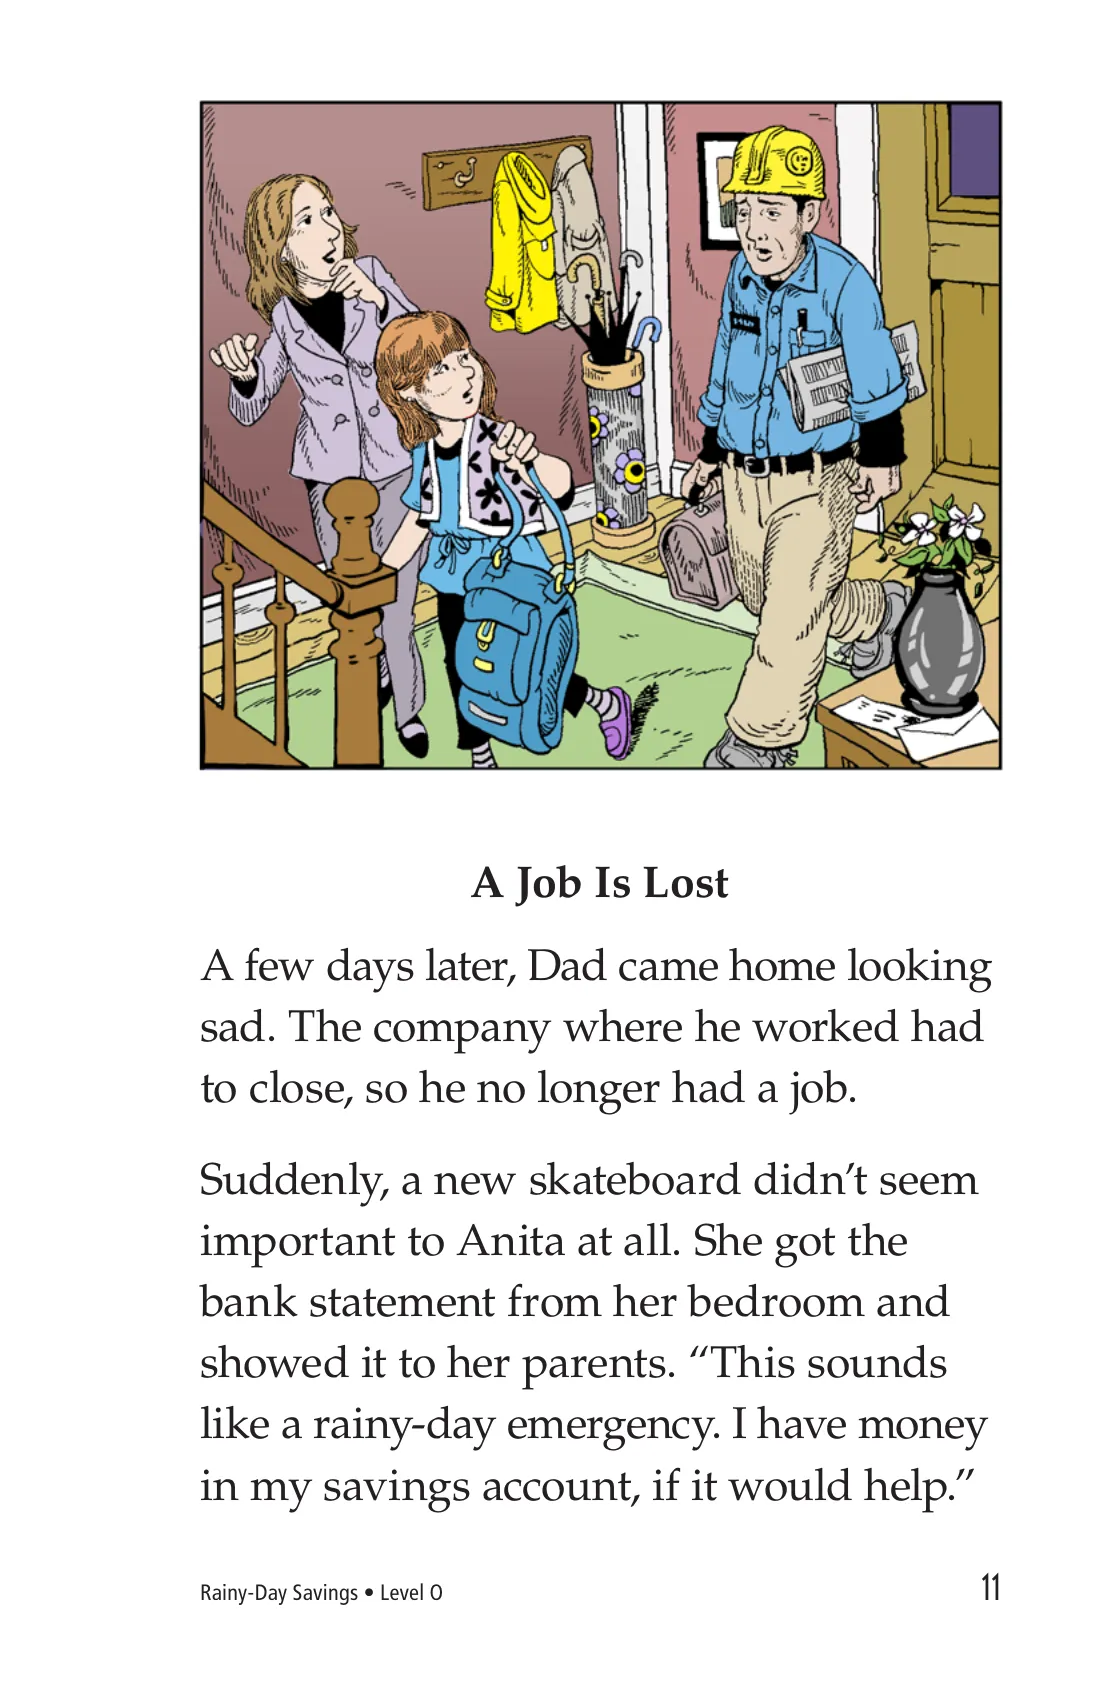 A Job Is Lost
A few days later, Dad came home looking
sad. The company where he worked had
to close, so he no longer had a job.
Suddenly, a new skateboard didn’t seem
important to Anita at all. She got the
bank statement from her bedroom and
showed it to her parents. “This sounds
like a rainy-day emergency. I have money
in my savings account, if it would help.”
Rainy-Day Savings • Level O
11